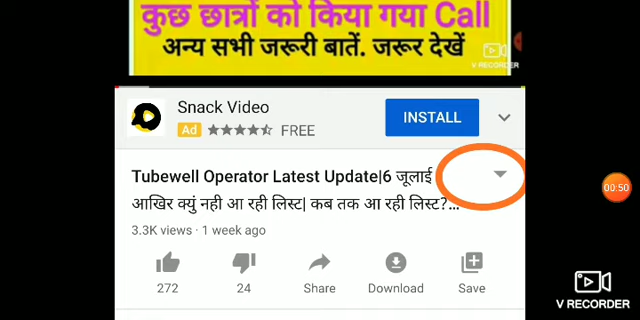 कुछ छात्रों को किया गया Call
अन्य सभी जरूरी बातें. जरूर देखें
V RECORDER
Snack Video
Ad FREE
INSTALL
Tubewell Operator Latest Update|6 जूलाई
आखिर क्युं नही आ रही लिस्ट| कब तक आ रही लिस्ट?...
3.3K views · 1 week ago
272 24 Share Download Save
00:50
V RECORDER